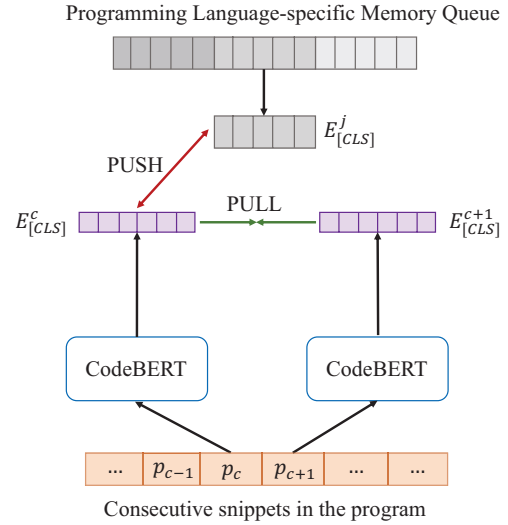 Programming Language-specific Memory Queue
E^j_[CLS]
PUSH
E^c_[CLS]
PULL
E^{c+1}_[CLS]
CodeBERT CodeBERT
... p_{c-1} p_c p_{c+1} ... ...
Consecutive snippets in the program